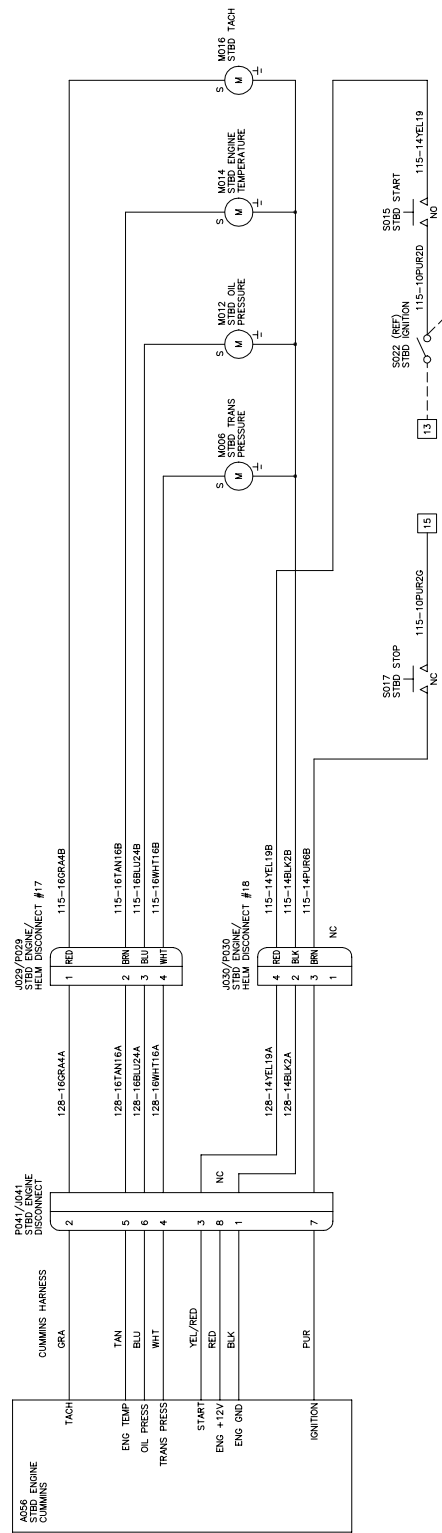 A056
STBD ENGINE
CUMMINS
TACH
ENG TEMP
OIL PRESS
TRANS PRESS
START
ENG +12V
ENG GND
IGNITION
CUMMINS HARNESS
GRA
TAN
BLU
WHT
YEL/RED
RED
BLK
PUR
P041/J041
STBD ENGINE
DISCONNECT
2
5
6
4
3
8
1
7
NC
128-16GRA4A
128-16TAN16A
128-16BLU24A
128-16WHT16A
128-14YEL19A
128-14BLK2A
J029/P029
STBD ENGINE/
HELM DISCONNECT #17
1 RED
2 BRN
3 BLU
4 WHT
J030/P030
STBD ENGINE/
HELM DISCONNECT #18
4 RED
2 BLK
3 BRN
1
NC
115-16GRA4B
115-16TAN16B
115-16BLU24B
115-16WHT16B
115-14YEL19B
115-14BLK2B
115-14PUR6B
S017
STBD STOP
NC
115-10PUR2G
15
13
M006
STBD TRANS
PRESSURE
S
M
M012
STBD OIL
PRESSURE
S
M
M014
STBD ENGINE
TEMPERATURE
S
M
M016
STBD TACH
S
M
S022 (REF)
STBD IGNITION
115-10PUR2D
S015
STBD START
NO
115-14YEL19